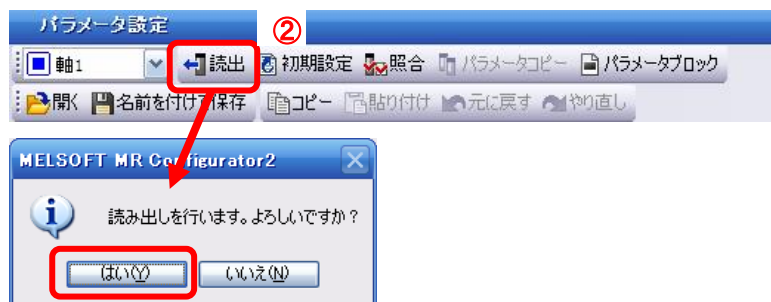 パラメータ設定
②
軸1 読出 初期設定 照合 パラメータコピー パラメータブロック
開く 名前を付けて保存 コピー 貼り付け 元に戻す やり直し
MELSOFT MR Configurator2
読み出しを行います。よろしいですか？
はい(Y) いいえ(N)